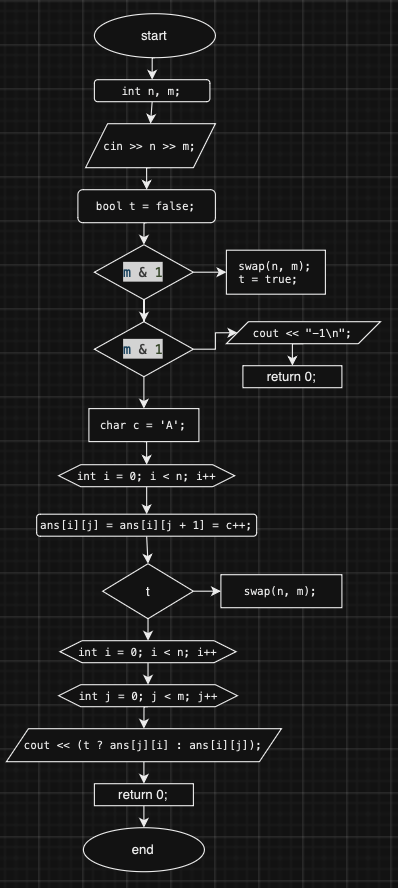 start
int n, m;
cin >> n >> m;
bool t = false;
m & 1
swap(n, m);
t = true;
m & 1
cout << "-1\n";
return 0;
char c = 'A';
int i = 0; i < n; i++
ans[i][j] = ans[i][j + 1] = c++;
t
swap(n, m);
int i = 0; i < n; i++
int j = 0; j < m; j++
cout << (t ? ans[j][i] : ans[i][j]);
return 0;
end